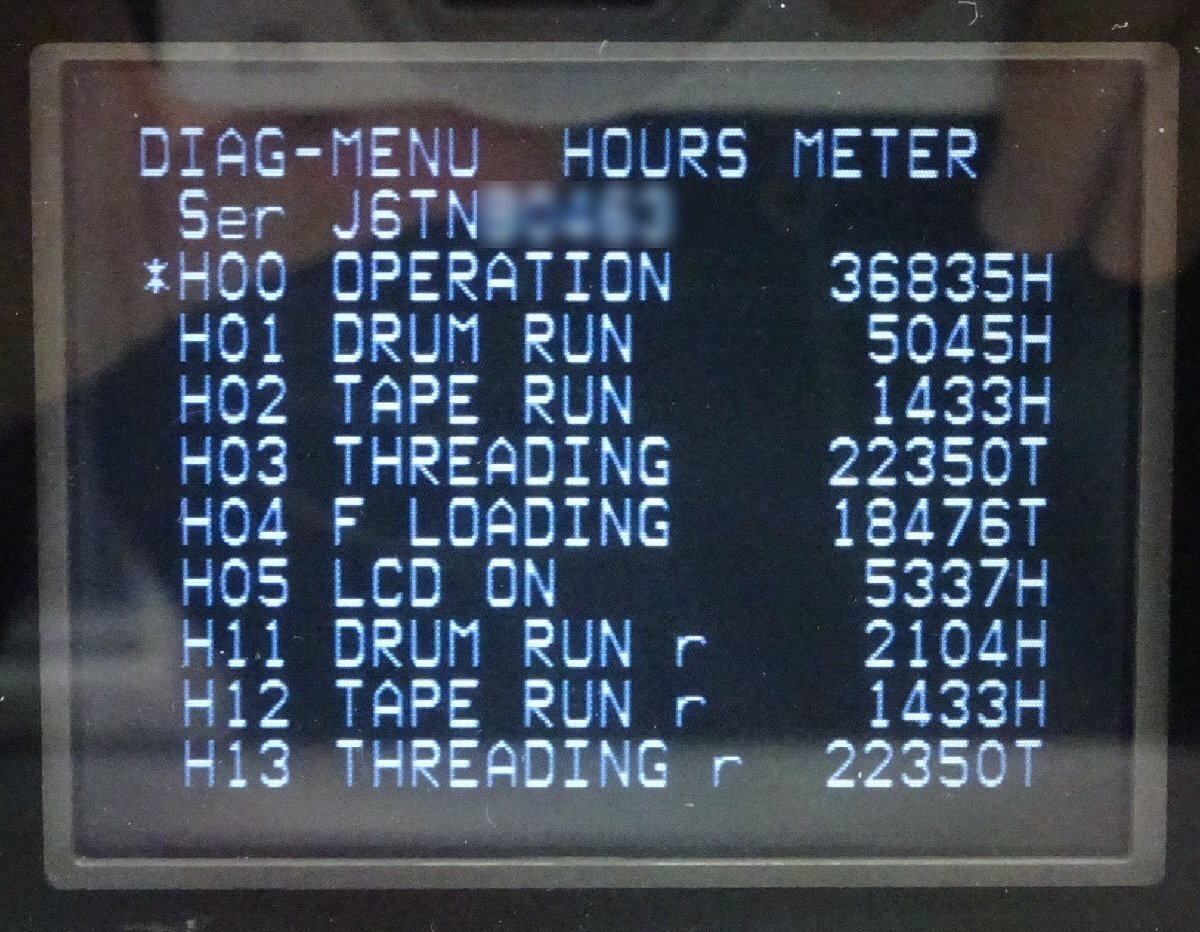 DIAG-MENU HOURS METER
Ser J6TN
*H00 OPERATION 36835H
H01 DRUM RUN 5045H
H02 TAPE RUN 1433H
H03 THREADING 22350T
H04 F LOADING 18476T
H05 LCD ON 5337H
H11 DRUM RUN r 2104H
H12 TAPE RUN r 1433H
H13 THREADING r 22350T